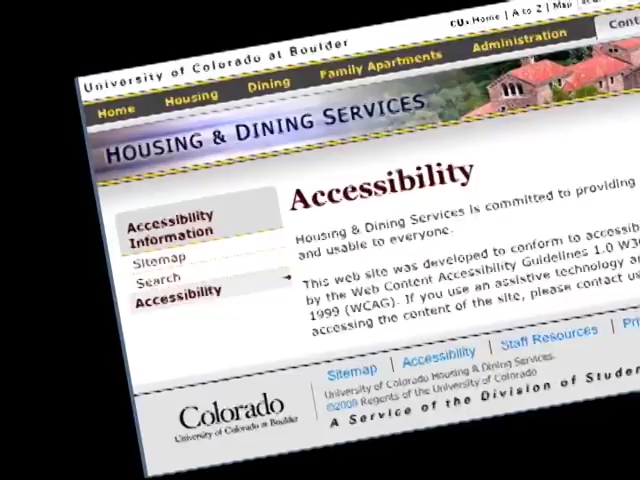 CU: Home | A to Z | Map
University of Colorado at Boulder
Home Housing Dining Family Apartments Administration
HOUSING & DINING SERVICES
Accessibility
Accessibility
Information
Sitemap
Search
Accessibility
Housing & Dining Services is committed to providing
and usable to everyone.
This web site was developed to conform to
by the Web Content Accessibility Guidelines 1.0
1999 (WCAG). If you use an assistive technology
accessing the content of the site, please contact us
Sitemap | Accessibility | Staff Resources |
University of Colorado Housing & Dining Services.
©2008 Regents of the University of Colorado
A Service of the Division of
Colorado
University of Colorado at Boulder